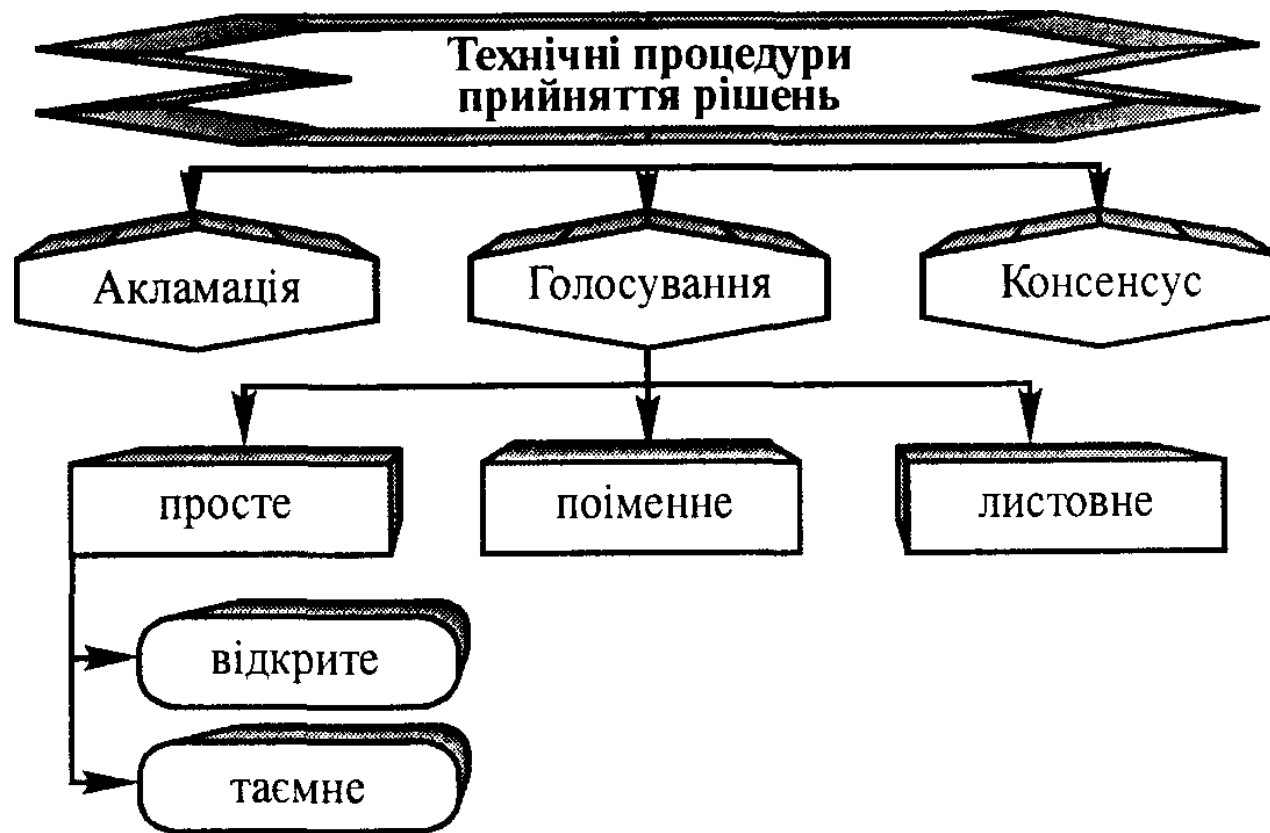 Технічні процедури
прийняття рішень
Акламація
Голосування
Консенсус
просте
поіменне
листовне
відкрите
таємне